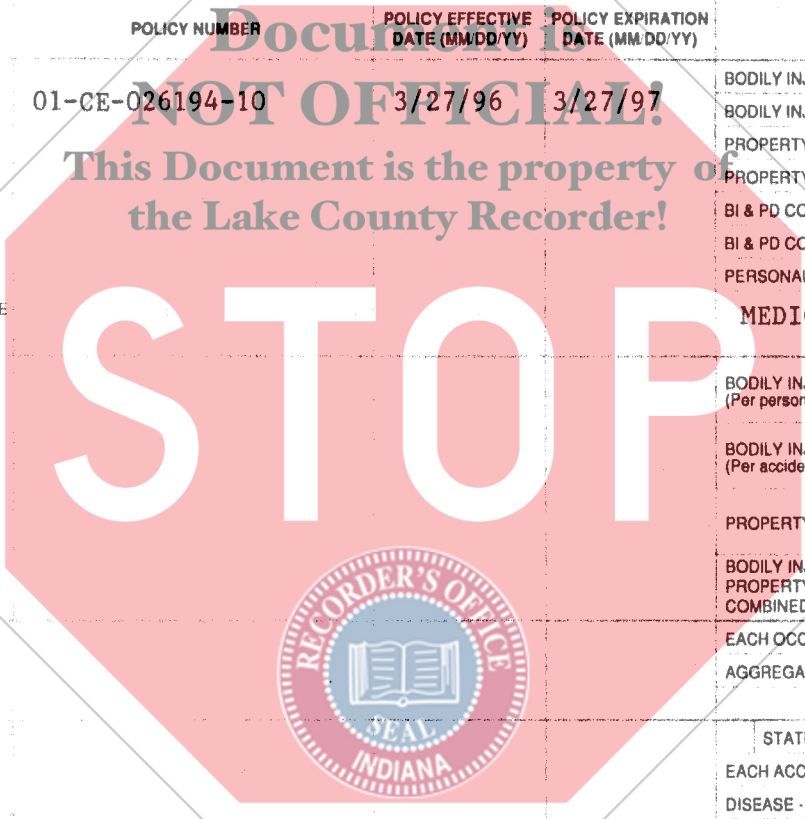 Document is
NOT OFFICIAL!
This Document is the property of
the Lake County Recorder!
STOP
RECORDER'S OFFICE
SEAL
INDIANA
POLICY NUMBER
POLICY EFFECTIVE
DATE (MM/DD/YY)
POLICY EXPIRATION
DATE (MM/DD/YY)
01-CE-026194-10
3/27/96
3/27/97
E
BODILY INJ
BODILY INJ
PROPERTY
PROPERTY
BI & PD CO
BI & PD CO
PERSONAL
MEDI
BODILY INJ
(Per person
BODILY INJ
(Per accide
PROPERTY
BODILY INJ
PROPERTY
COMBINED
EACH OCC
AGGREGA
STAT
EACH ACC
DISEASE -